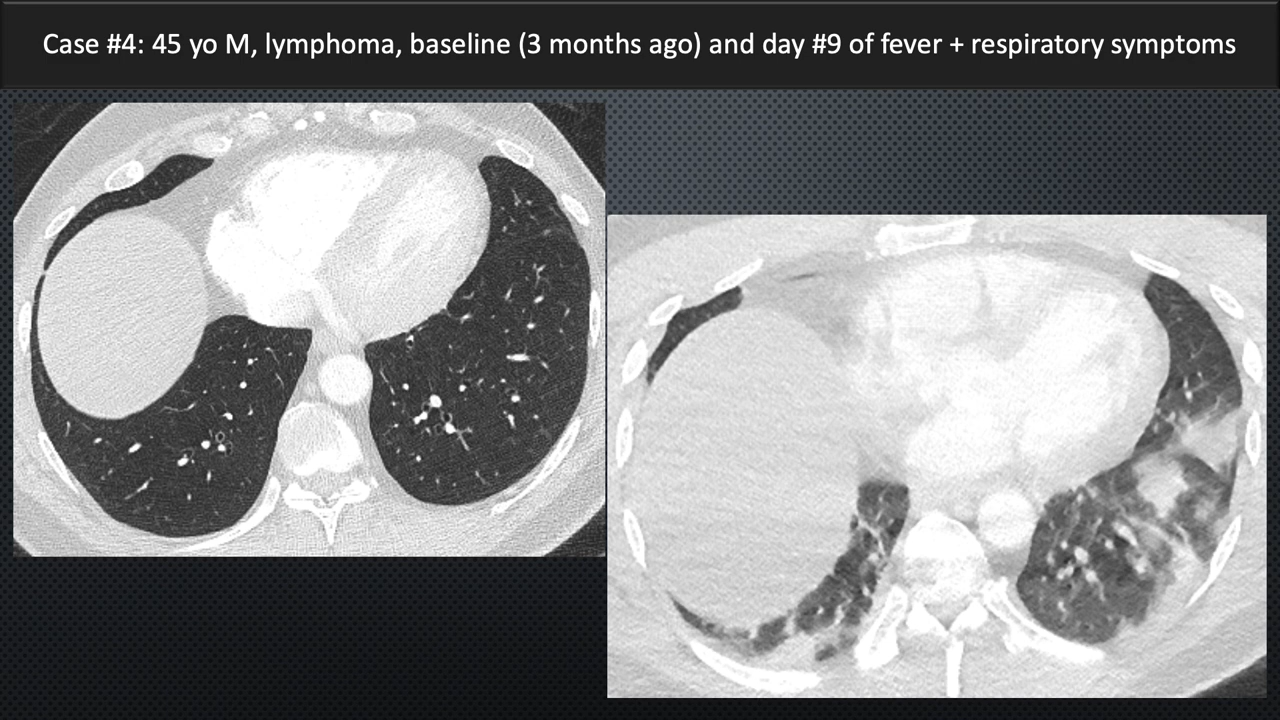 Case #4: 45 yo M, lymphoma, baseline (3 months ago) and day #9 of fever + respiratory symptoms